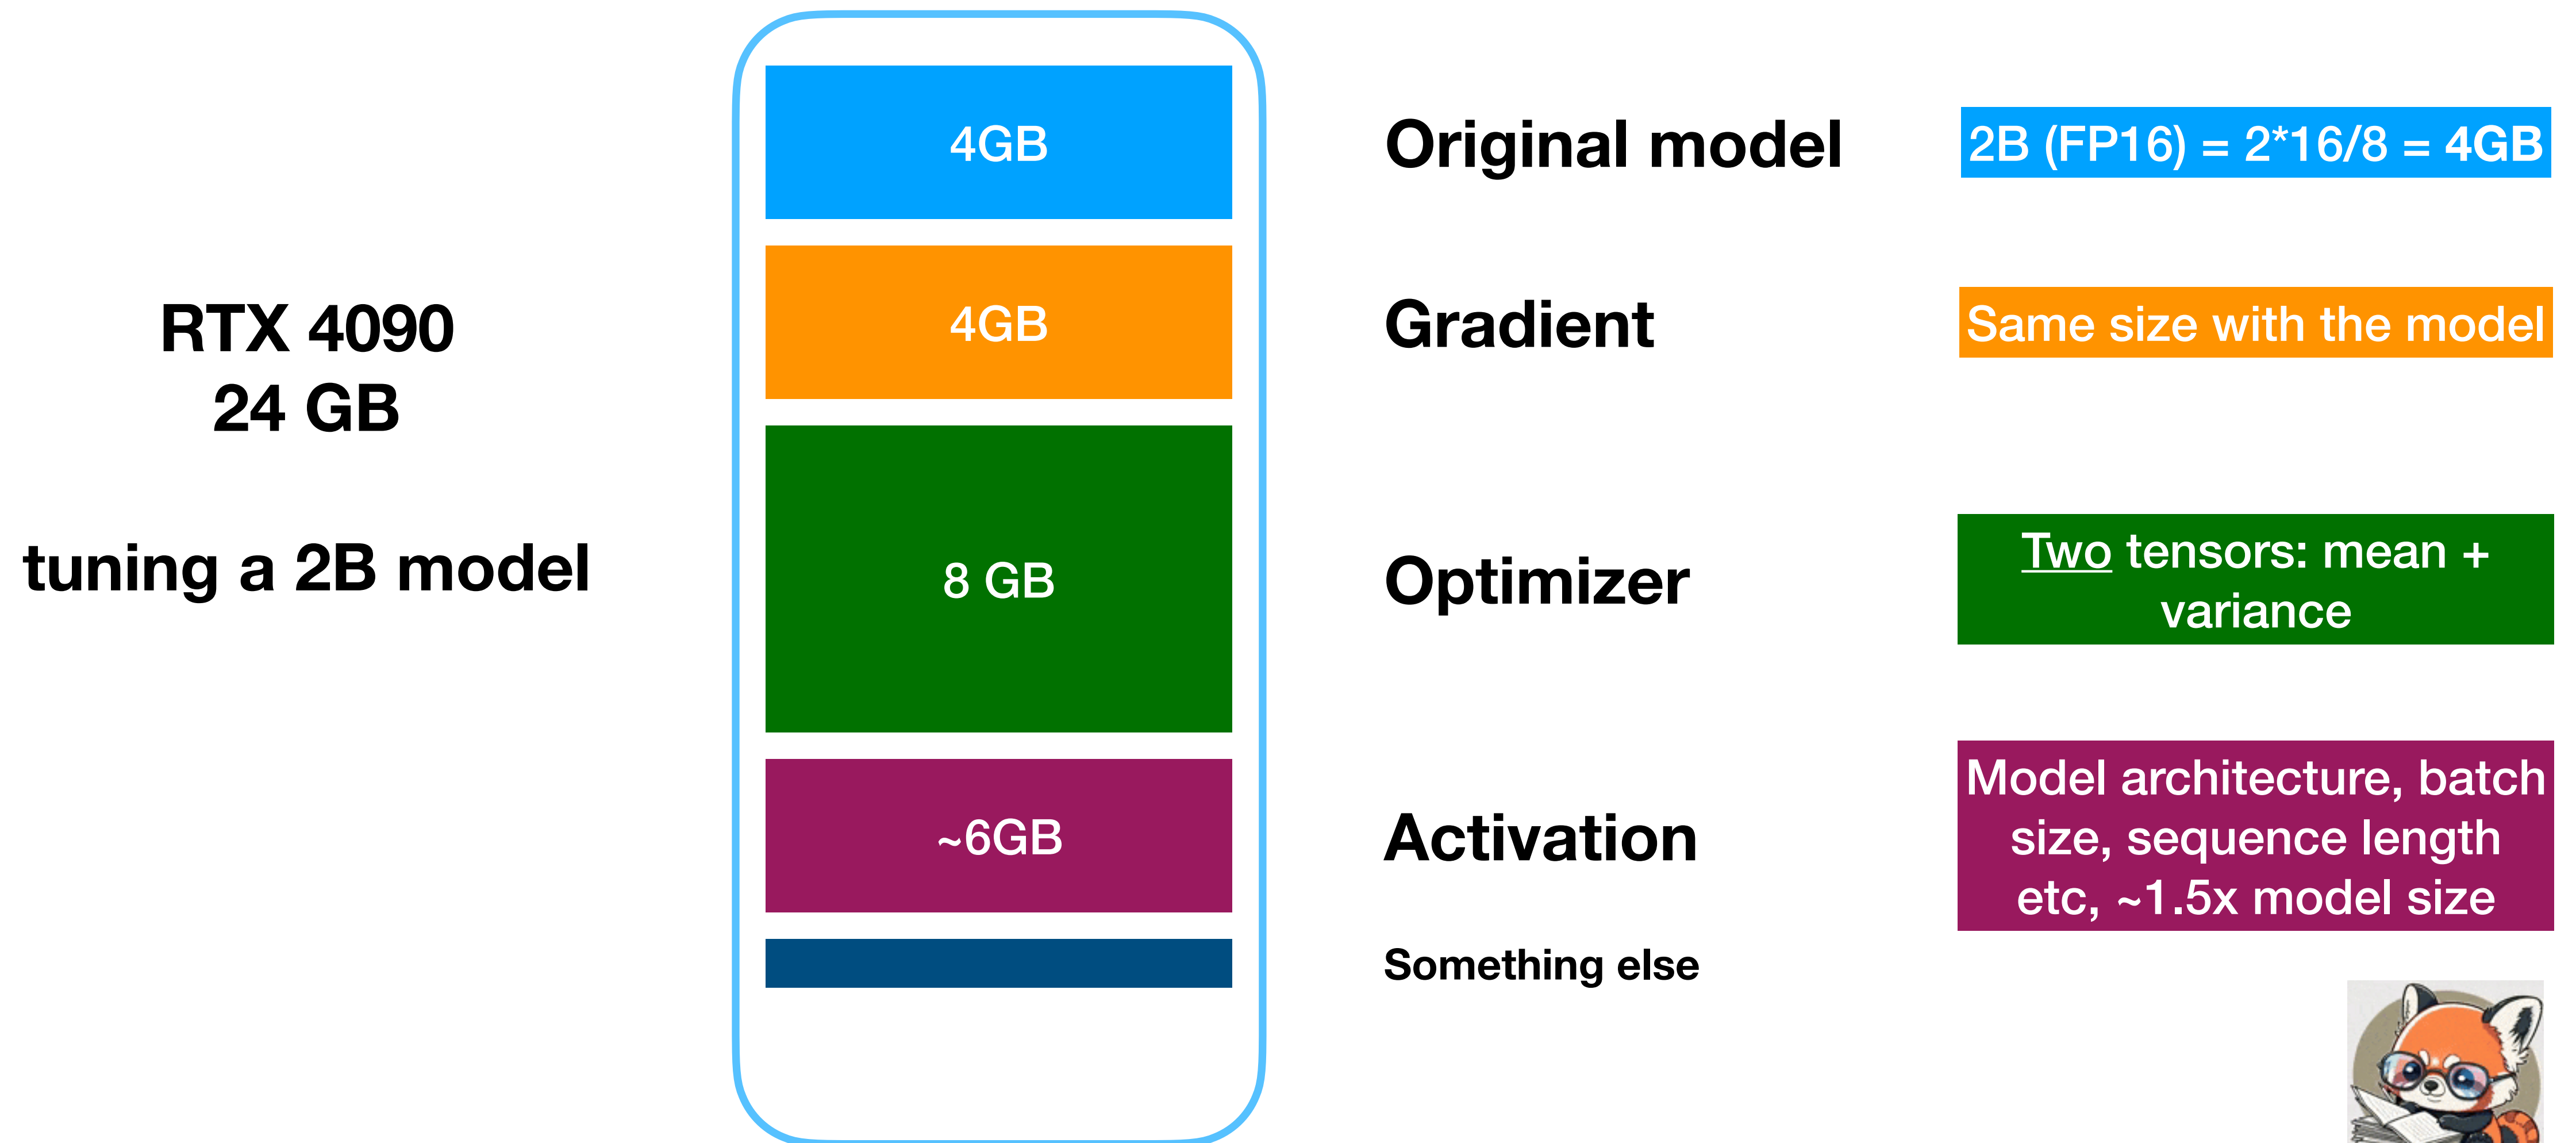 RTX 4090
24 GB
tuning a 2B model
4GB
Original model
2B (FP16) = 2*16/8 = 4GB
4GB
Gradient
Same size with the model
8 GB
Optimizer
Two tensors: mean +
variance
~6GB
Activation
Model architecture, batch
size, sequence length
etc, ~1.5x model size
Something else